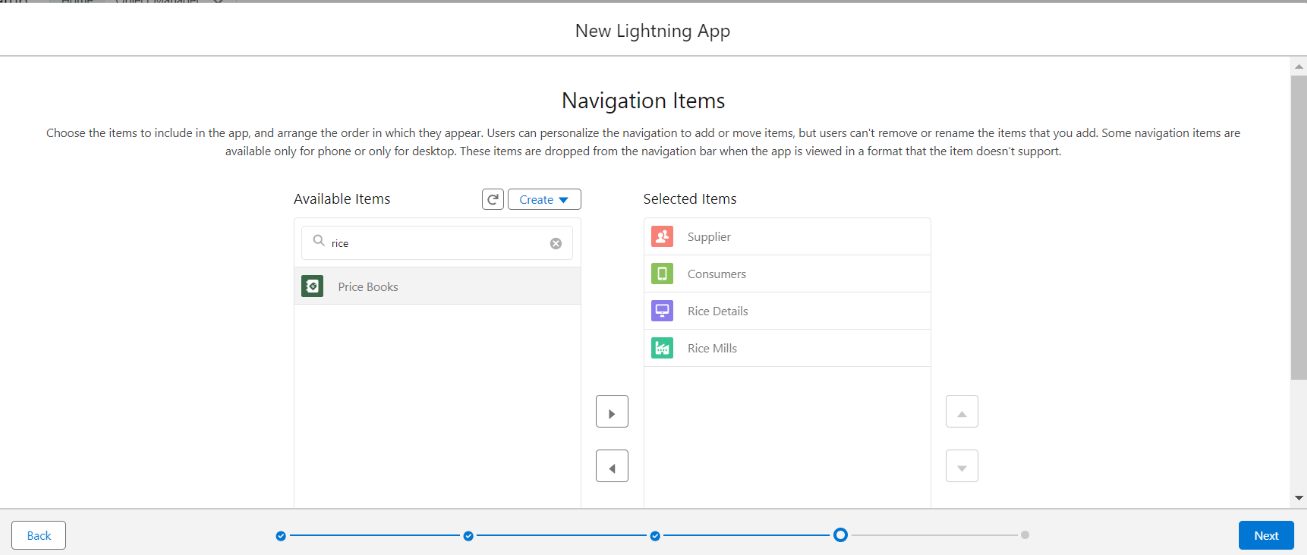 New Lightning App
Navigation Items
Choose the items to include in the app, and arrange the order in which they appear. Users can personalize the navigation to add or move items, but users can't remove or rename the items that you add. Some navigation items are
available only for phone or only for desktop. These items are dropped from the navigation bar when the app is viewed in a format that the item doesn't support.
Available Items
Create
Selected Items
rice
Price Books
Supplier
Consumers
Rice Details
Rice Mills
Back
Next